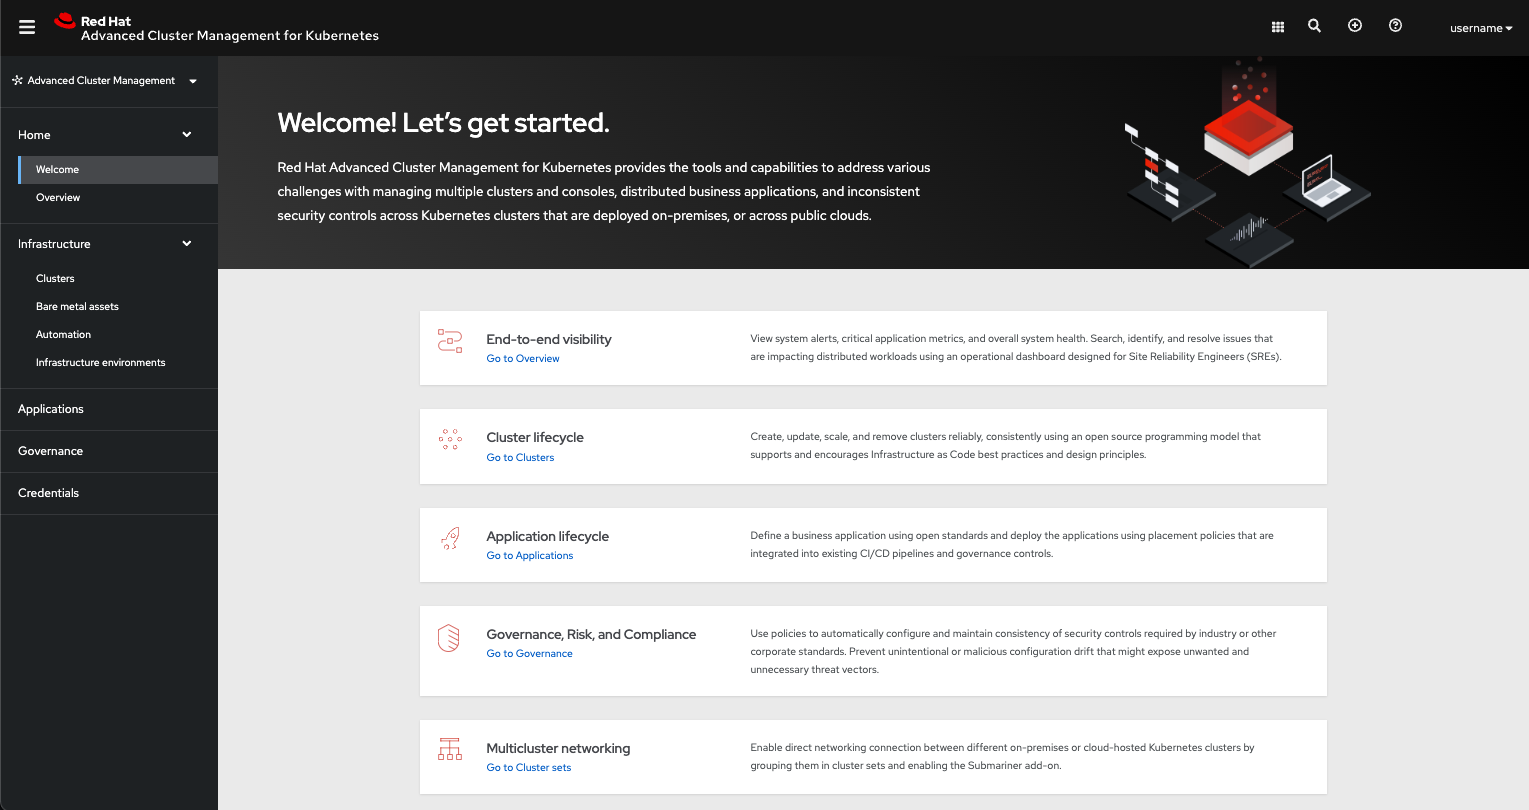 Red Hat
Advanced Cluster Management for Kubernetes
username
Advanced Cluster Management
Home
Welcome
Overview
Infrastructure
Clusters
Bare metal assets
Automation
Infrastructure environments
Applications
Governance
Credentials
Welcome! Let's get started.
Red Hat Advanced Cluster Management for Kubernetes provides the tools and capabilities to address various
challenges with managing multiple clusters and consoles, distributed business applications, and inconsistent
security controls across Kubernetes clusters that are deployed on-premises, or across public clouds.
End-to-end visibility
Go to Overview
View system alerts, critical application metrics, and overall system health. Search, identify, and resolve issues that
are impacting distributed workloads using an operational dashboard designed for Site Reliability Engineers (SREs).
Cluster lifecycle
Go to Clusters
Create, update, scale, and remove clusters reliably, consistently using an open source programming model that
supports and encourages Infrastructure as Code best practices and design principles.
Application lifecycle
Go to Applications
Define a business application using open standards and deploy the applications using placement policies that are
integrated into existing CI/CD pipelines and governance controls.
Governance, Risk, and Compliance
Go to Governance
Use policies to automatically configure and maintain consistency of security controls required by industry or other
corporate standards. Prevent unintentional or malicious configuration drift that might expose unwanted and
unnecessary threat vectors.
Multicluster networking
Go to Cluster sets
Enable direct networking connection between different on-premises or cloud-hosted Kubernetes clusters by
grouping them in cluster sets and enabling the Submariner add-on.